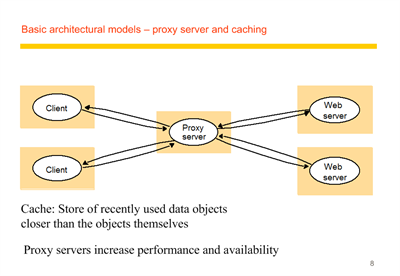 Basic architectural models – proxy server and caching
Client
Web
server
Proxy
server
Client
Web
server
Cache: Store of recently used data objects
closer than the objects themselves
Proxy servers increase performance and availability
8